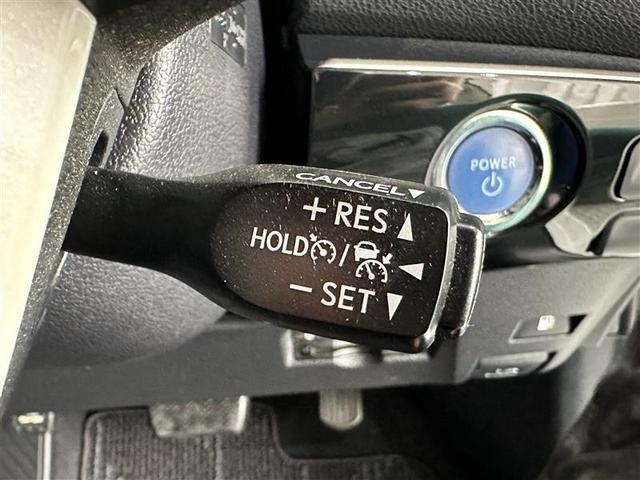 CANCEL▼
+RES▲
HOLD / ◀
−SET▼
POWER